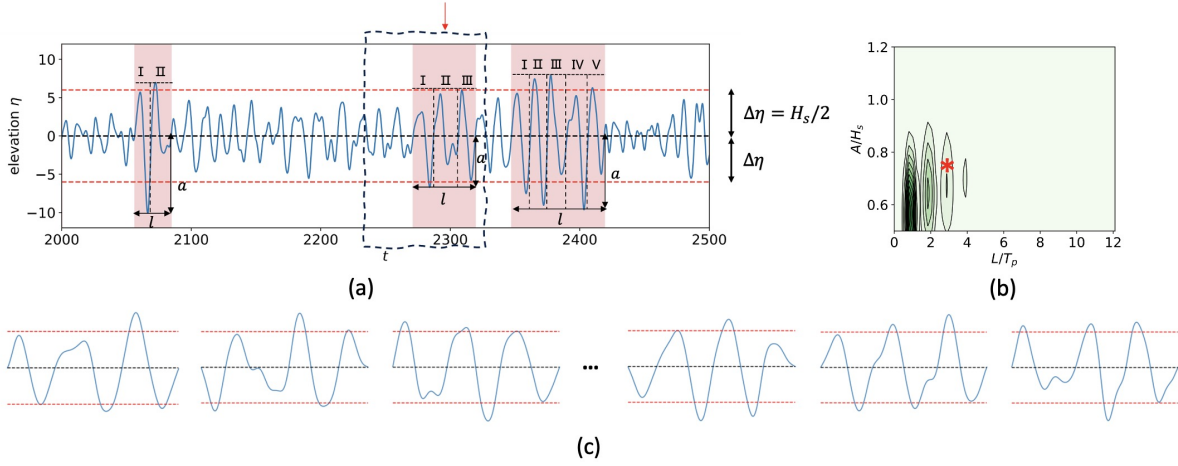 10
5
0
−5
−10
elevation η
I II
I II III
I II III IV V
a
l
a
l
a
l
Δη = Hₛ/2
Δη
2000 2100 2200 2300 2400 2500
t
(a)
1.2
1.0
0.8
0.6
A/Hₛ
0 2 4 6 8 10 12
L/Tₚ
(b)
...
(c)